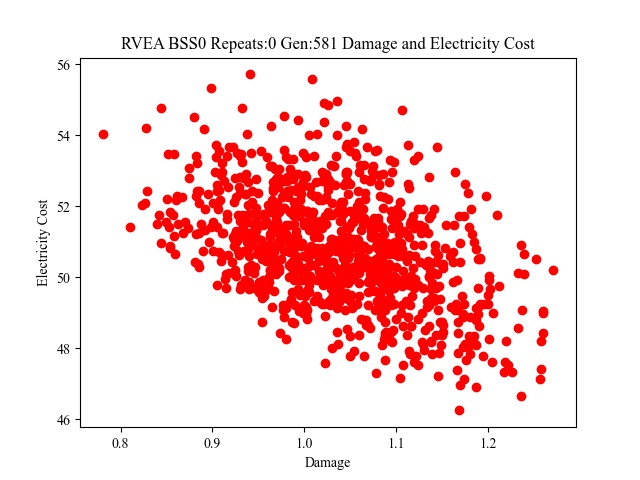 RVEA BSS0 Repeats:0 Gen:581 Damage and Electricity Cost
56
54
52
50
48
46
Electricity Cost
0.8 0.9 1.0 1.1 1.2
Damage